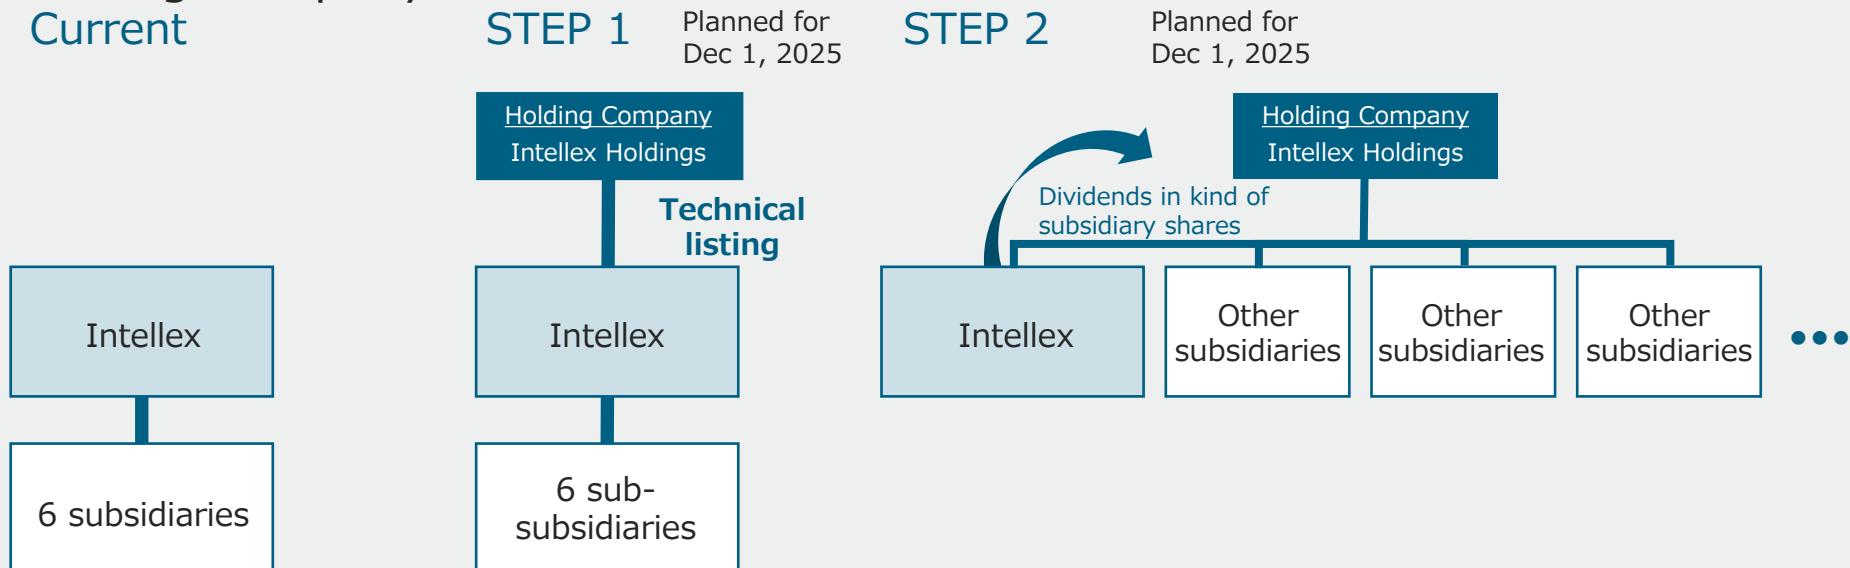 Current
STEP 1
Planned for
Dec 1, 2025
STEP 2
Planned for
Dec 1, 2025
Holding Company
Intellex Holdings
Technical
listing
Holding Company
Intellex Holdings
Dividends in kind of
subsidiary shares
Intellex
6 subsidiaries
Intellex
6 sub-
subsidiaries
Intellex
Other
subsidiaries
Other
subsidiaries
Other
subsidiaries
•••